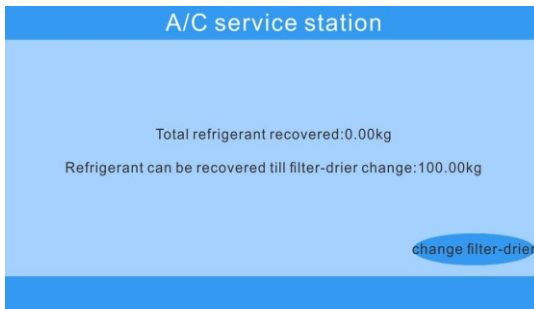 A/C service station
Total refrigerant recovered:0.00kg
Refrigerant can be recovered till filter-drier change:100.00kg
change filter-drier